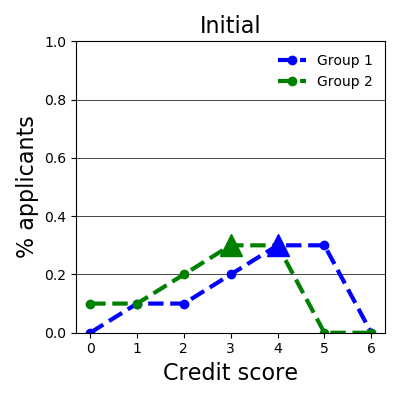 Initial
Group 1
Group 2
% applicants
1.0
0.8
0.6
0.4
0.2
0.0
0 1 2 3 4 5 6
Credit score